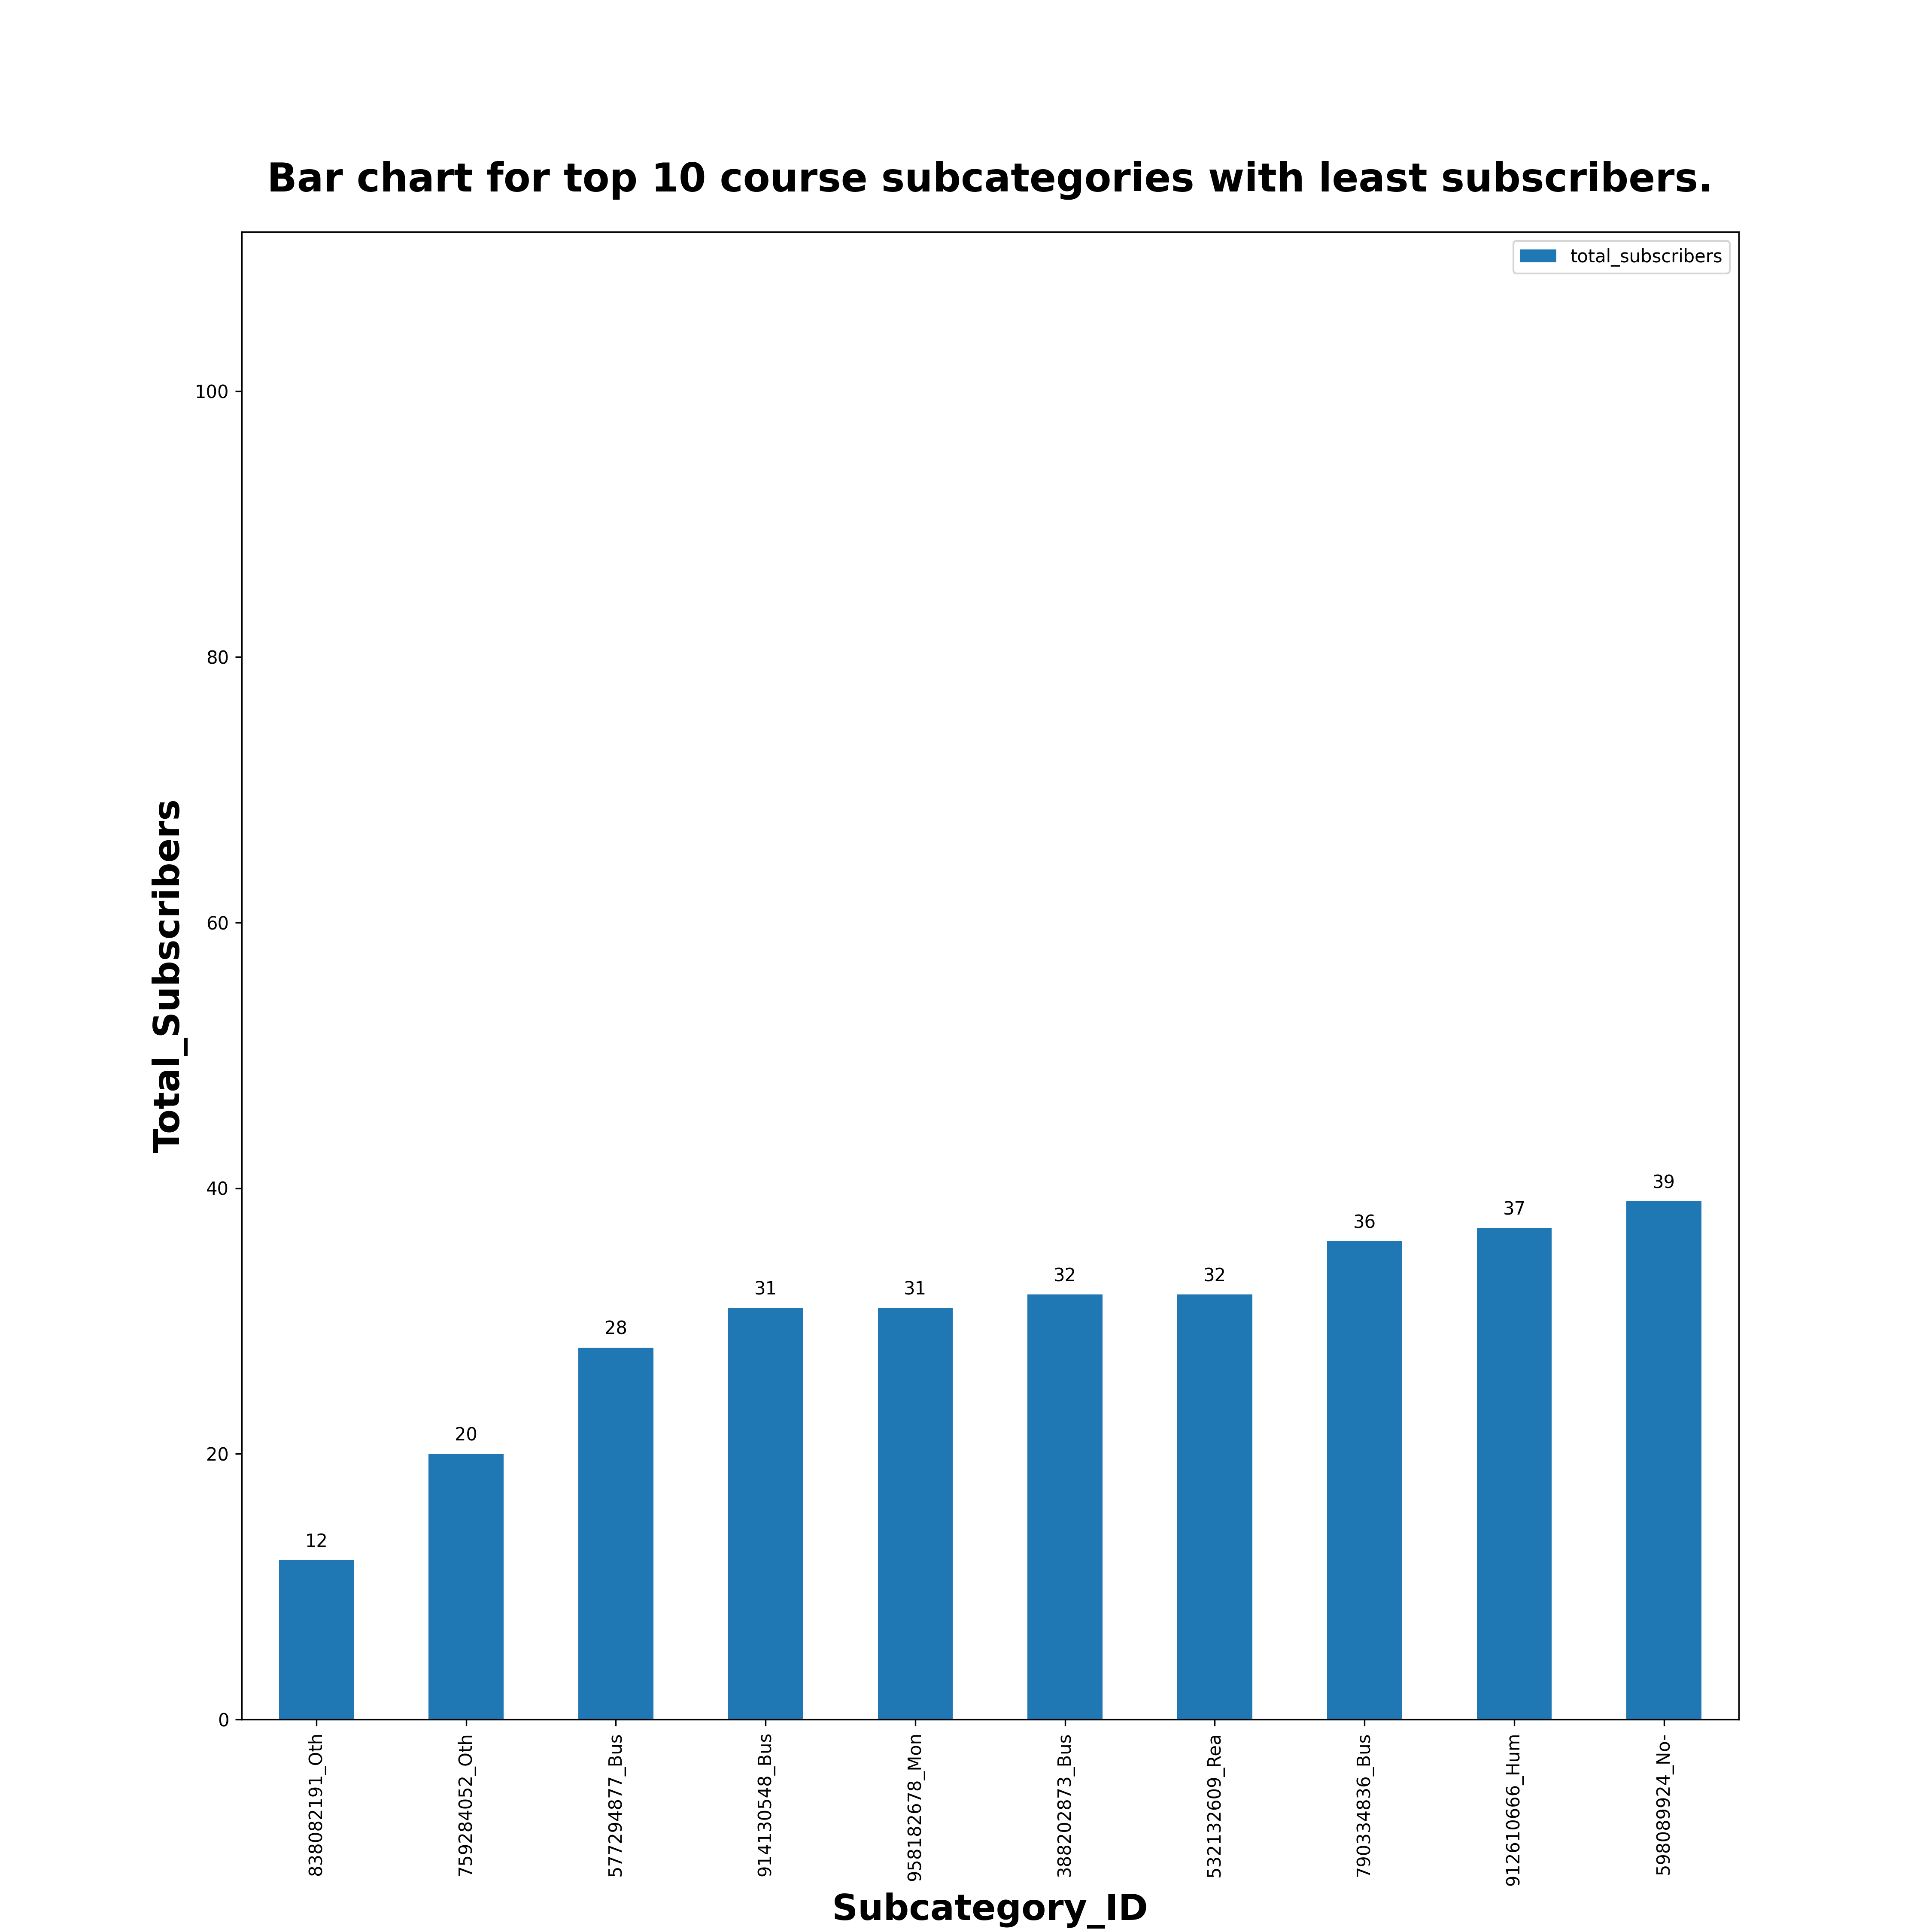 Bar chart for top 10 course subcategories with least subscribers.
total_subscribers
100
80
60
40
20
0
Total_Subscribers
12
20
28
31
31
32
32
36
37
39
838082191_Oth
759284052_Oth
577294877_Bus
914130548_Bus
958182678_Mon
388202873_Bus
532132609_Rea
790334836_Bus
912610666_Hum
598089924_No-
Subcategory_ID